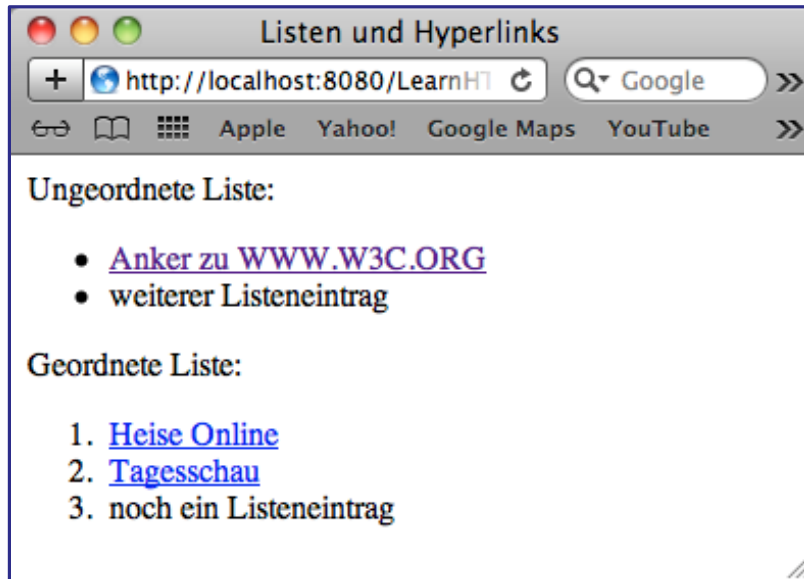 Listen und Hyperlinks
+ http://localhost:8080/LearnHT Google »
Apple Yahoo! Google Maps YouTube »
Ungeordnete Liste:
• Anker zu WWW.W3C.ORG
• weiterer Listeneintrag
Geordnete Liste:
1. Heise Online
2. Tagesschau
3. noch ein Listeneintrag